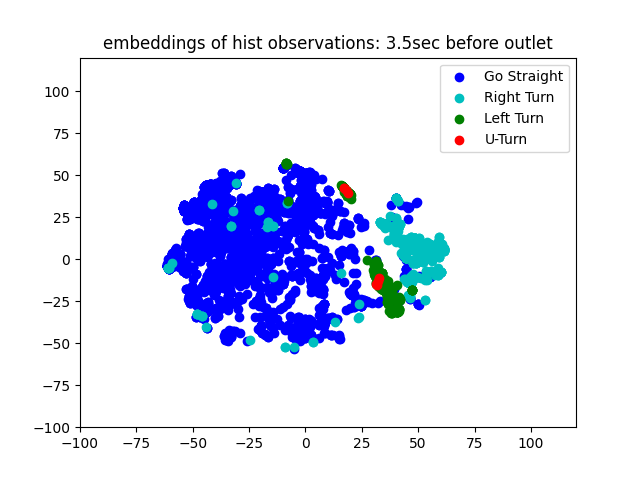 embeddings of hist observations: 3.5sec before outlet
Go Straight
Right Turn
Left Turn
U-Turn
100
75
50
25
0
−25
−50
−75
−100
−100 −75 −50 −25 0 25 50 75 100